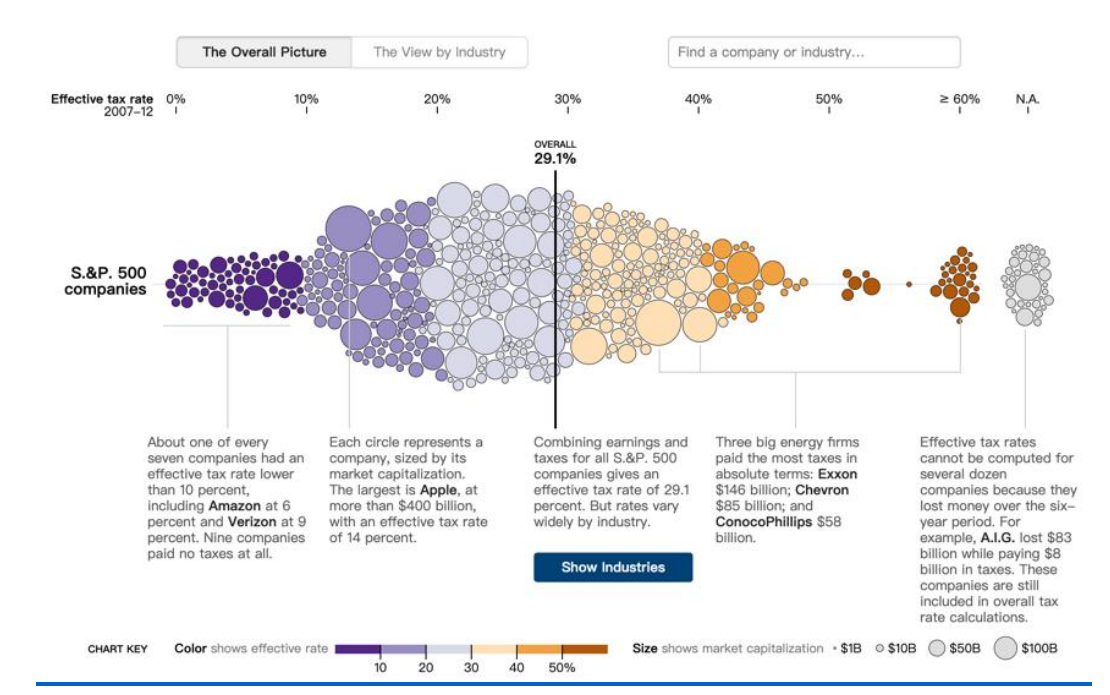 The Overall Picture
The View by Industry
Find a company or industry...
Effective tax rate
2007–12
0%
10%
20%
30%
40%
50%
≥ 60%
N.A.
OVERALL
29.1%
S.&P. 500
companies
About one of every
seven companies had an
effective tax rate lower
than 10 percent,
including Amazon at 6
percent and Verizon at 9
percent. Nine companies
paid no taxes at all.
Each circle represents a
company, sized by its
market capitalization.
The largest is Apple, at
more than $400 billion,
with an effective tax rate
of 14 percent.
Combining earnings and
taxes for all S.&P. 500
companies gives an
effective tax rate of 29.1
percent. But rates vary
widely by industry.
Show Industries
Three big energy firms
paid the most taxes in
absolute terms: Exxon
$146 billion; Chevron
$85 billion; and
ConocoPhillips $58
billion.
Effective tax rates
cannot be computed for
several dozen
companies because they
lost money over the six–
year period. For
example, A.I.G. lost $83
billion while paying $8
billion in taxes. These
companies are still
included in overall tax
rate calculations.
CHART KEY
Color shows effective rate
10
20
30
40
50%
Size shows market capitalization
$1B
$10B
$50B
$100B